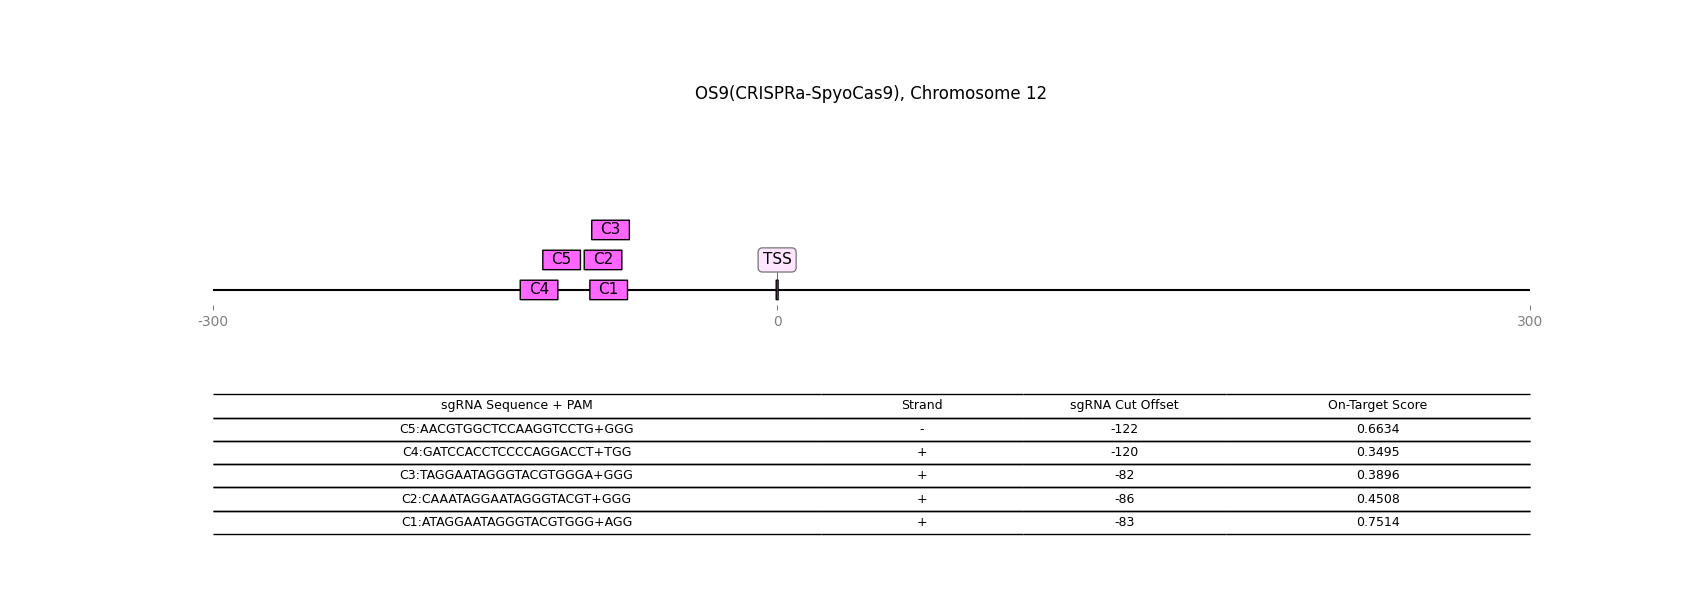 OS9(CRISPRa-SpyoCas9), Chromosome 12
C3
C5 C2 TSS
C4 C1
-300 0 300
sgRNA Sequence + PAM Strand sgRNA Cut Offset On-Target Score
C5:AACGTGGCTCCAAGGTCCTG+GGG - -122 0.6634
C4:GATCCACCTCCCCAGGACCT+TGG + -120 0.3495
C3:TAGGAATAGGGTACGTGGGA+GGG + -82 0.3896
C2:CAAATAGGAATAGGGTACGT+GGG + -86 0.4508
C1:ATAGGAATAGGGTACGTGGG+AGG + -83 0.7514